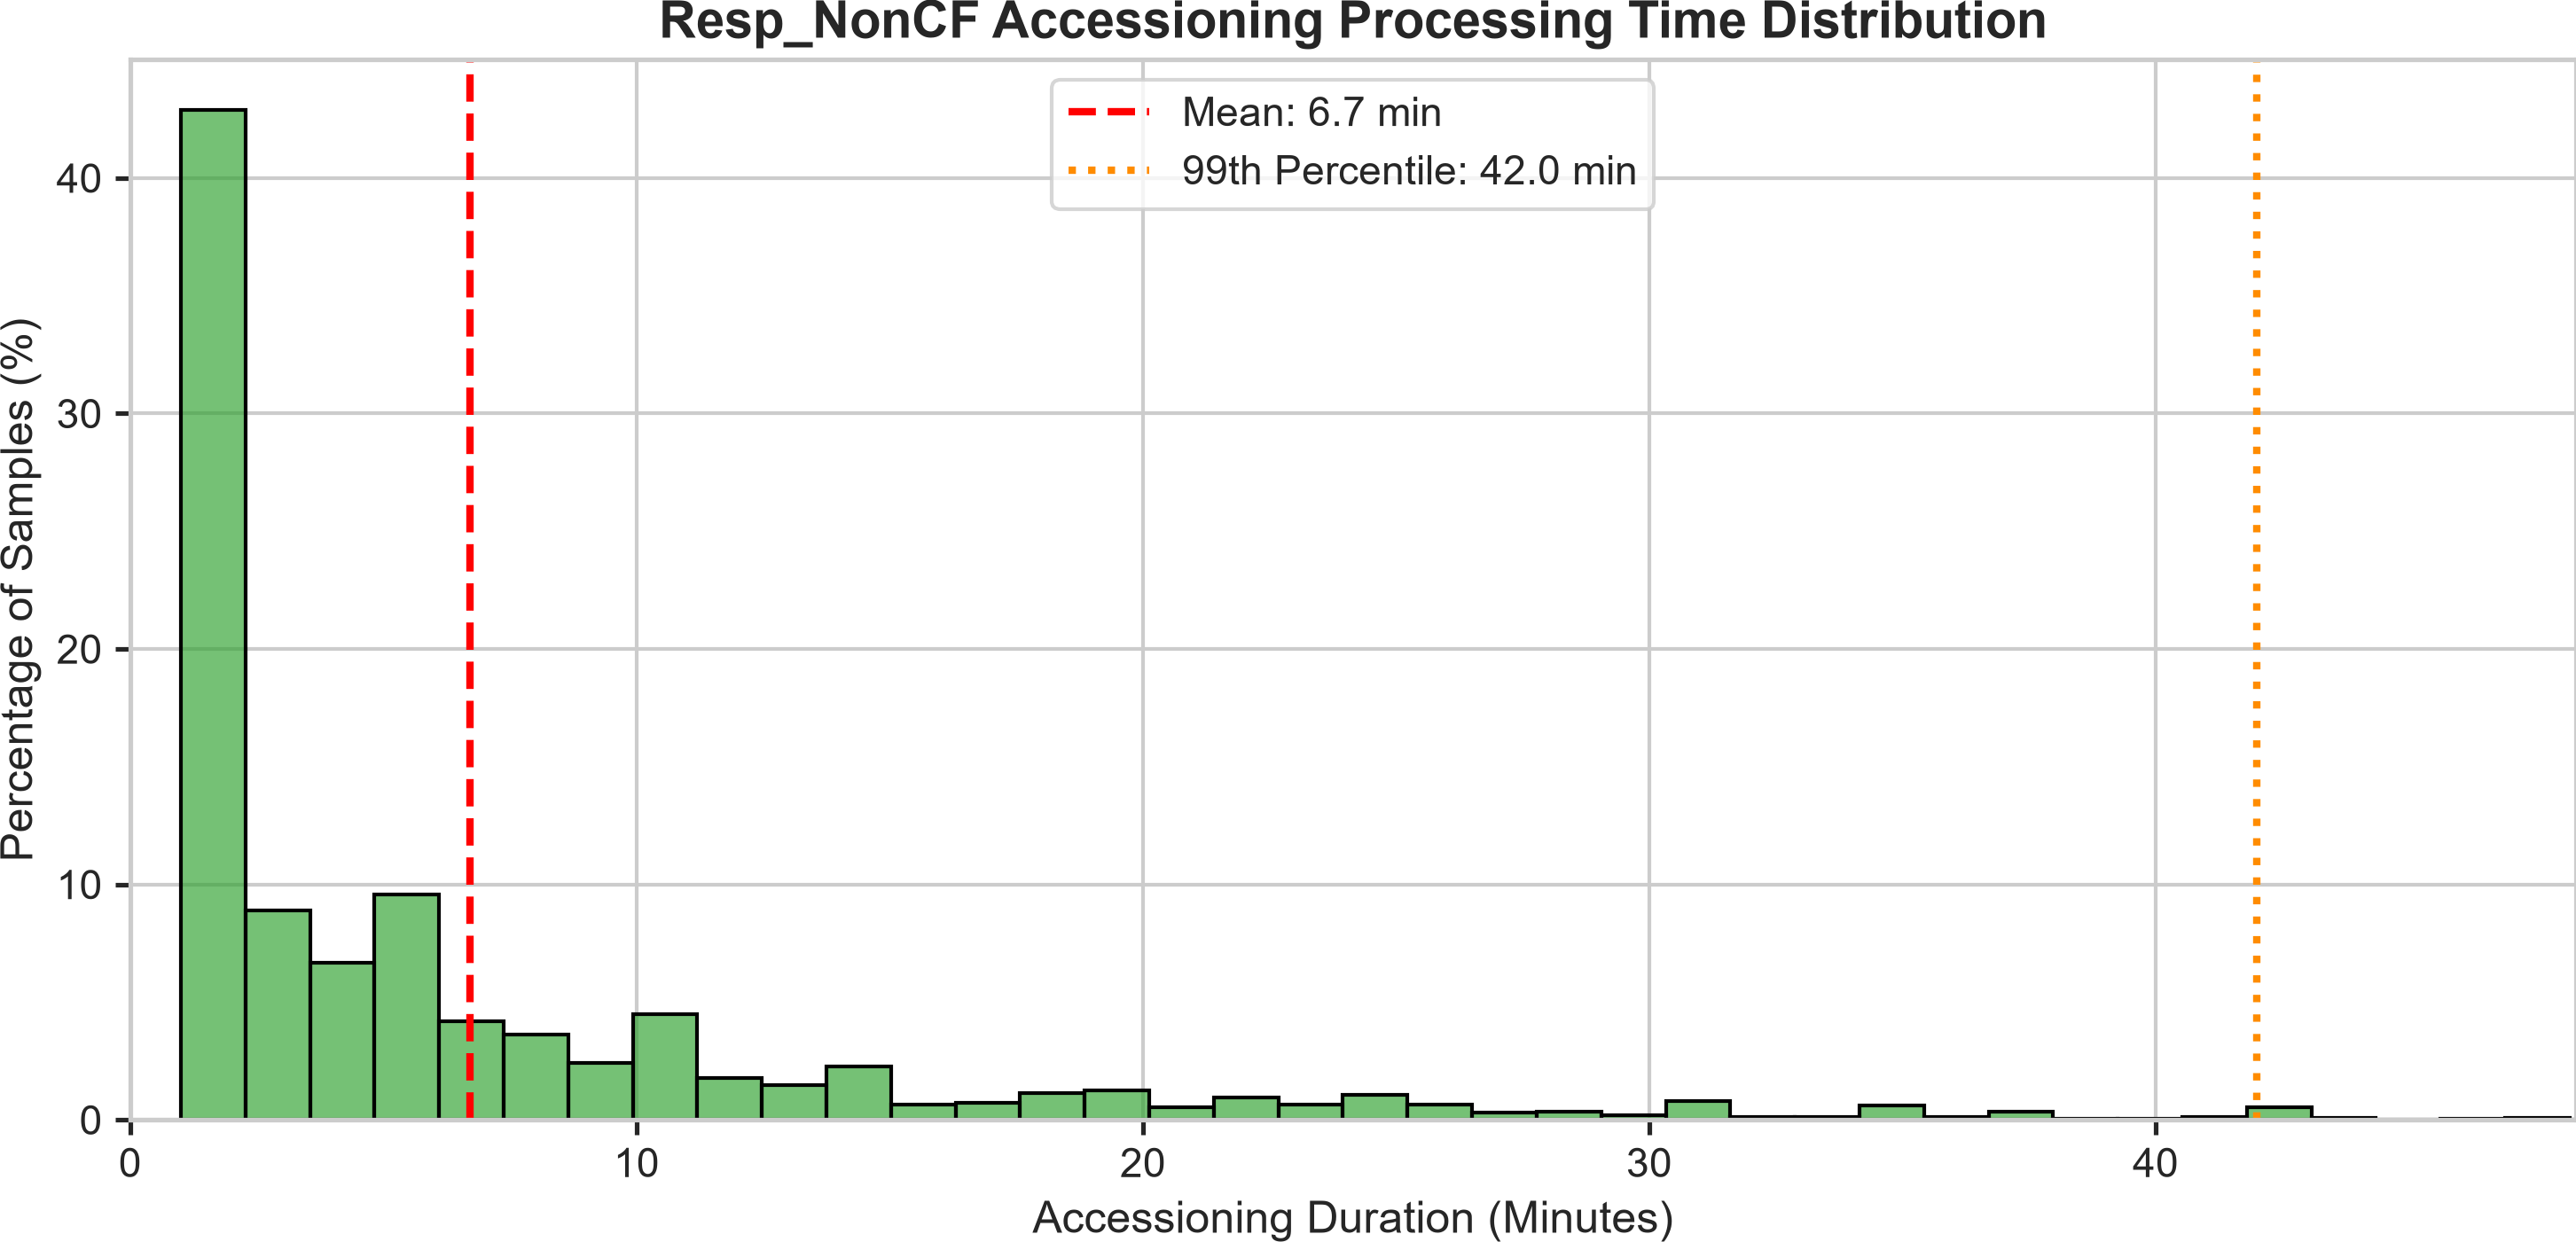 Resp_NonCF Accessioning Processing Time Distribution
Mean: 6.7 min
99th Percentile: 42.0 min
Percentage of Samples (%)
40
30
20
10
0
0 10 20 30 40
Accessioning Duration (Minutes)